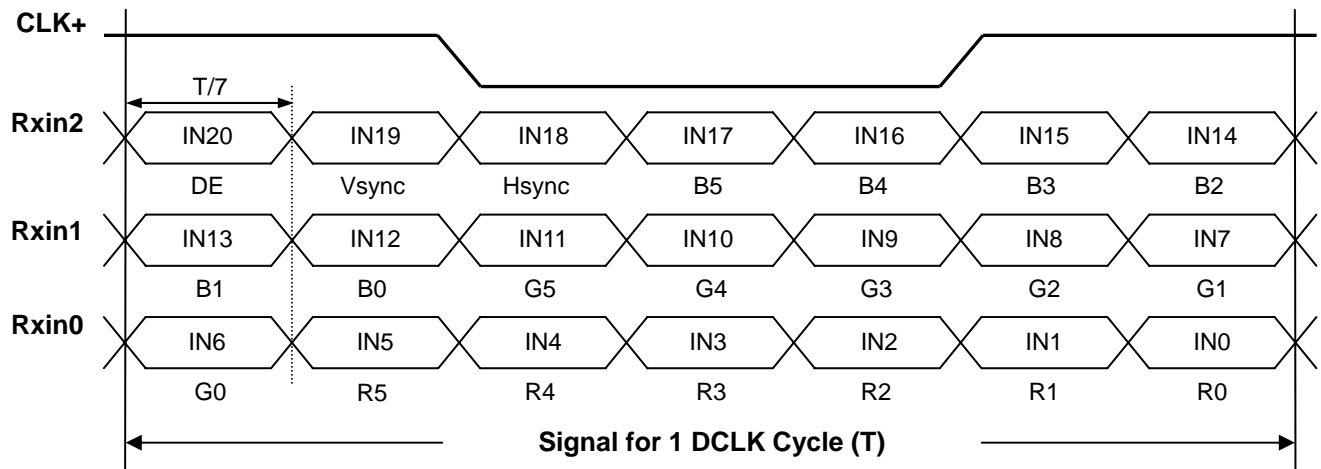 CLK+
T/7
Rxin2 IN20 IN19 IN18 IN17 IN16 IN15 IN14
DE Vsync Hsync B5 B4 B3 B2
Rxin1 IN13 IN12 IN11 IN10 IN9 IN8 IN7
B1 B0 G5 G4 G3 G2 G1
Rxin0 IN6 IN5 IN4 IN3 IN2 IN1 IN0
G0 R5 R4 R3 R2 R1 R0
Signal for 1 DCLK Cycle (T)